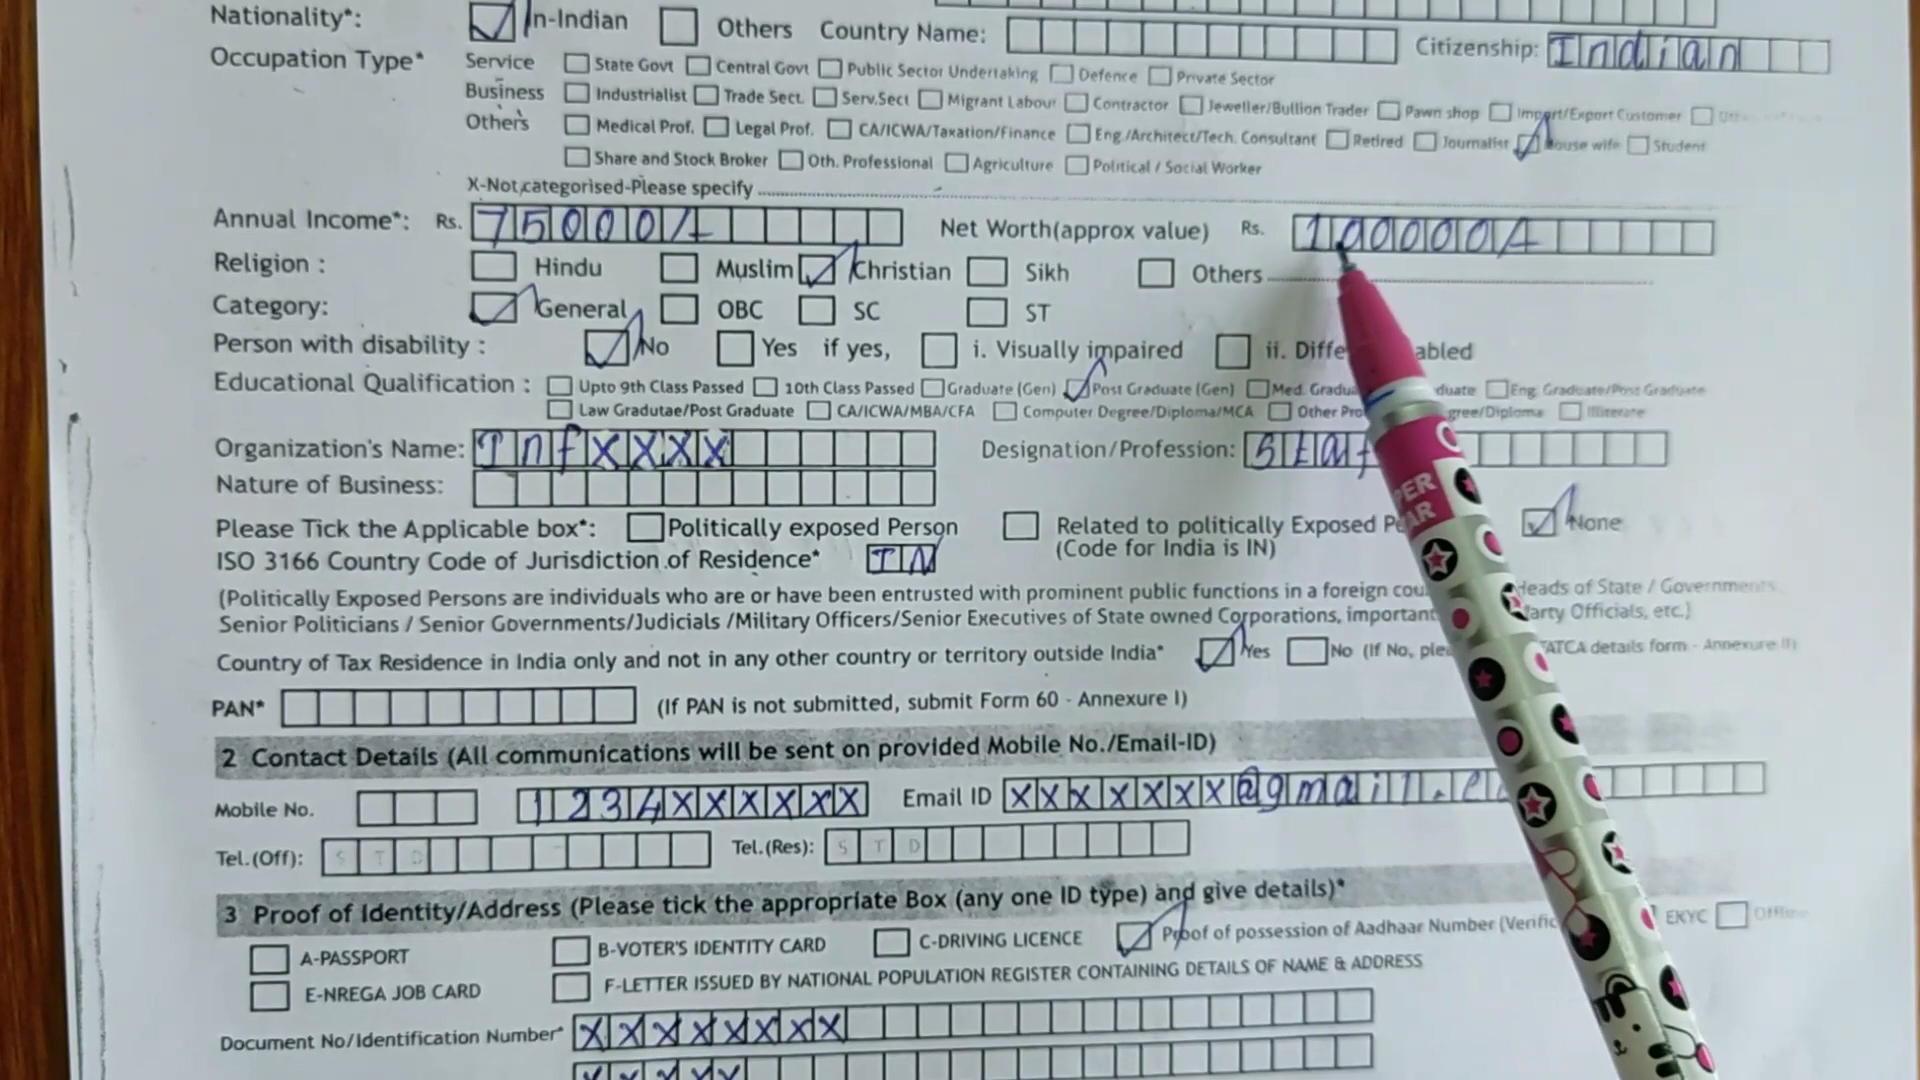 Nationality*: In-Indian Others Country Name: Citizenship: Indian
Occupation Type* Service State Govt Central Govt Public Sector Undertaking Defence Private Sector
Business Industrialist Trade Sect. Serv.Sect Migrant Labour Contractor Jeweller/Bullion Trader Pawn shop Import/Export Customer
Others Medical Prof. Legal Prof. CA/ICWA/Taxation/Finance Eng./Architect/Tech. Consultant Retired Journalist House wife Student
Share and Stock Broker Oth. Professional Agriculture Political / Social Worker
X-Not categorised-Please specify
Annual Income*: Rs. 75000/- Net Worth(approx value) Rs. 100000/-
Religion : Hindu Muslim Christian Sikh Others
Category: General OBC SC ST
Person with disability : No Yes if yes, i. Visually impaired ii. abled
Educational Qualification : Upto 9th Class Passed 10th Class Passed Graduate (Gen) Post Graduate (Gen) Med. duate Eng. Graduate/Post Graduate
Law Gradutae/Post Graduate CA/ICWA/MBA/CFA Computer Degree/Diploma/MCA Other gree/Diploma Illiterate
Organization's Name: InfXXXX Designation/Profession: Staf
Nature of Business:
Please Tick the Applicable box*: Politically exposed Person Related to politically Exposed None
ISO 3166 Country Code of Jurisdiction of Residence* IN (Code for India is IN)
(Politically Exposed Persons are individuals who are or have been entrusted with prominent public functions in a foreign Heads of State / Governments,
Senior Politicians / Senior Governments/Judicials /Military Officers/Senior Executives of State owned Corporations, important Party Officials, etc.)
Country of Tax Residence in India only and not in any other country or territory outside India* Yes No (If No, FATCA details form - Annexure II)
PAN* (If PAN is not submitted, submit Form 60 - Annexure I)
2 Contact Details (All communications will be sent on provided Mobile No./Email-ID)
Mobile No. 1234XXXXXX Email ID XXXXXXX@gmail.c
Tel.(Off): S T D Tel.(Res): S T D
3 Proof of Identity/Address (Please tick the appropriate Box (any one ID type) and give details)*
A-PASSPORT B-VOTER'S IDENTITY CARD C-DRIVING LICENCE Proof of possession of Aadhaar Number EKYC Offline
E-NREGA JOB CARD F-LETTER ISSUED BY NATIONAL POPULATION REGISTER CONTAINING DETAILS OF NAME & ADDRESS
Document No/Identification Number* XXXXXXXX
XXXXX